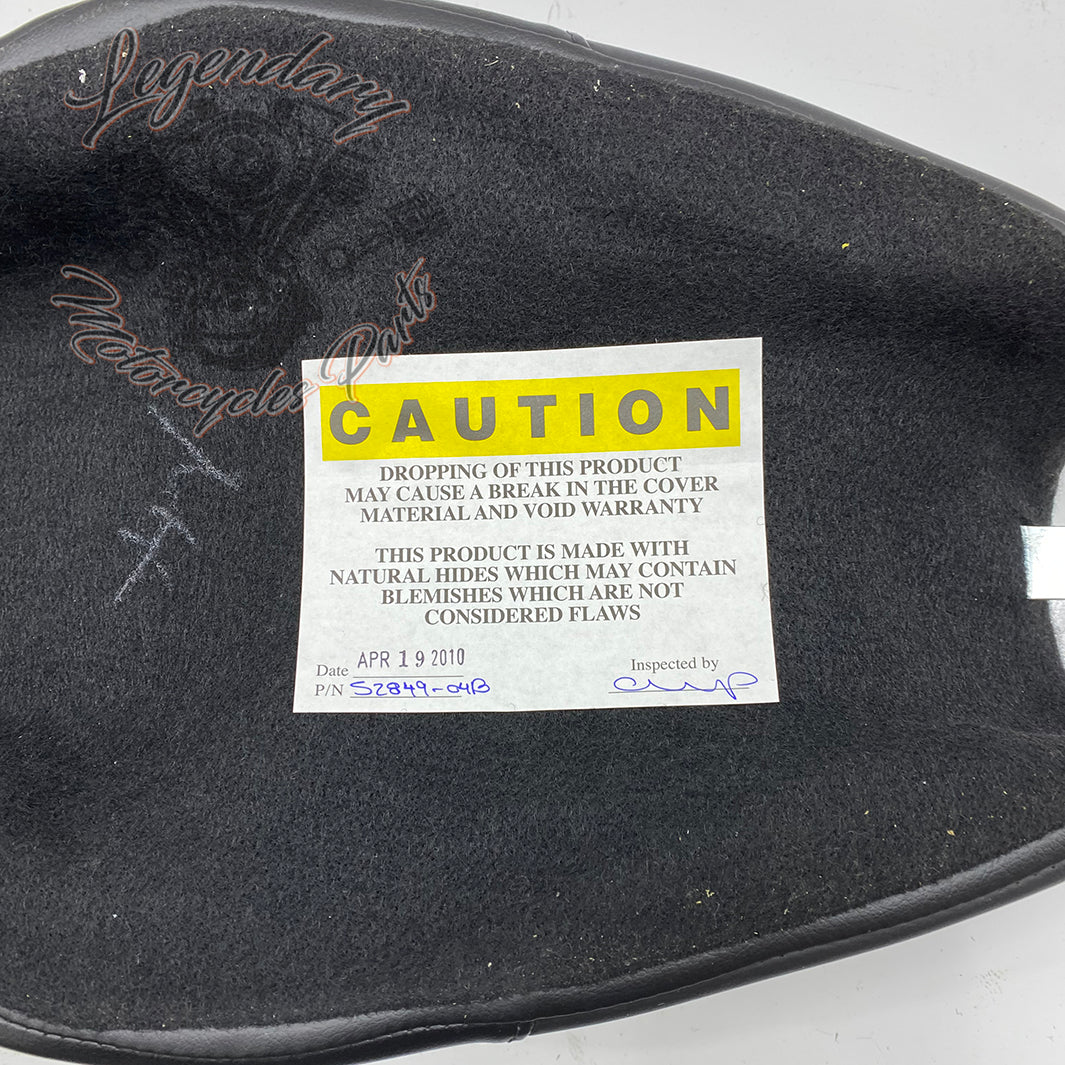 Legendary
Motorcycles Parts
CAUTION
DROPPING OF THIS PRODUCT
MAY CAUSE A BREAK IN THE COVER
MATERIAL AND VOID WARRANTY
THIS PRODUCT IS MADE WITH
NATURAL HIDES WHICH MAY CONTAIN
BLEMISHES WHICH ARE NOT
CONSIDERED FLAWS
Date APR 19 2010
Inspected by
P/N 52849-04B